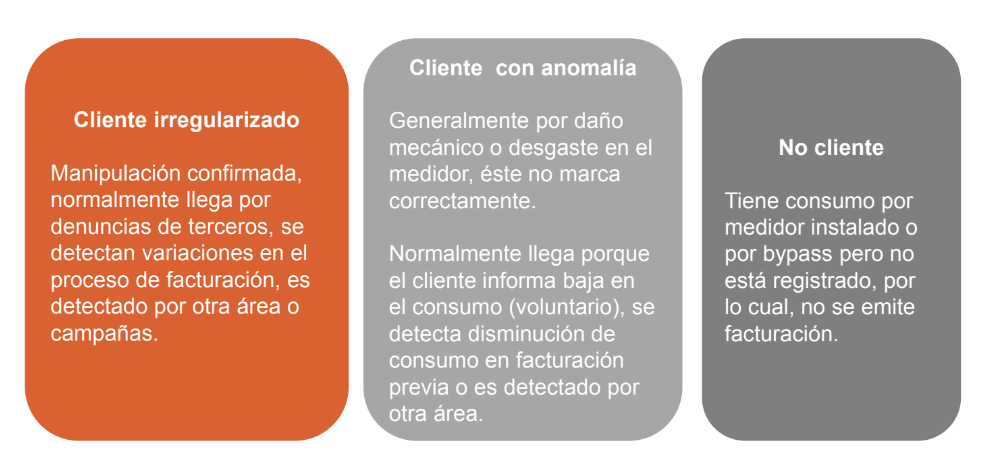 Cliente irregularizado
Manipulación confirmada,
normalmente llega por
denuncias de terceros, se
detectan variaciones en el
proceso de facturación, es
detectado por otra área o
campañas.
Cliente  con anomalía
Generalmente por daño
mecánico o desgaste en el
medidor, éste no marca
correctamente.
Normalmente llega porque
el cliente informa baja en
el consumo (voluntario), se
detecta disminución de
consumo en facturación
previa o es detectado por
otra área.
No cliente
Tiene consumo por
medidor instalado o
por bypass pero no
está registrado, por
lo cual, no se emite
facturación.